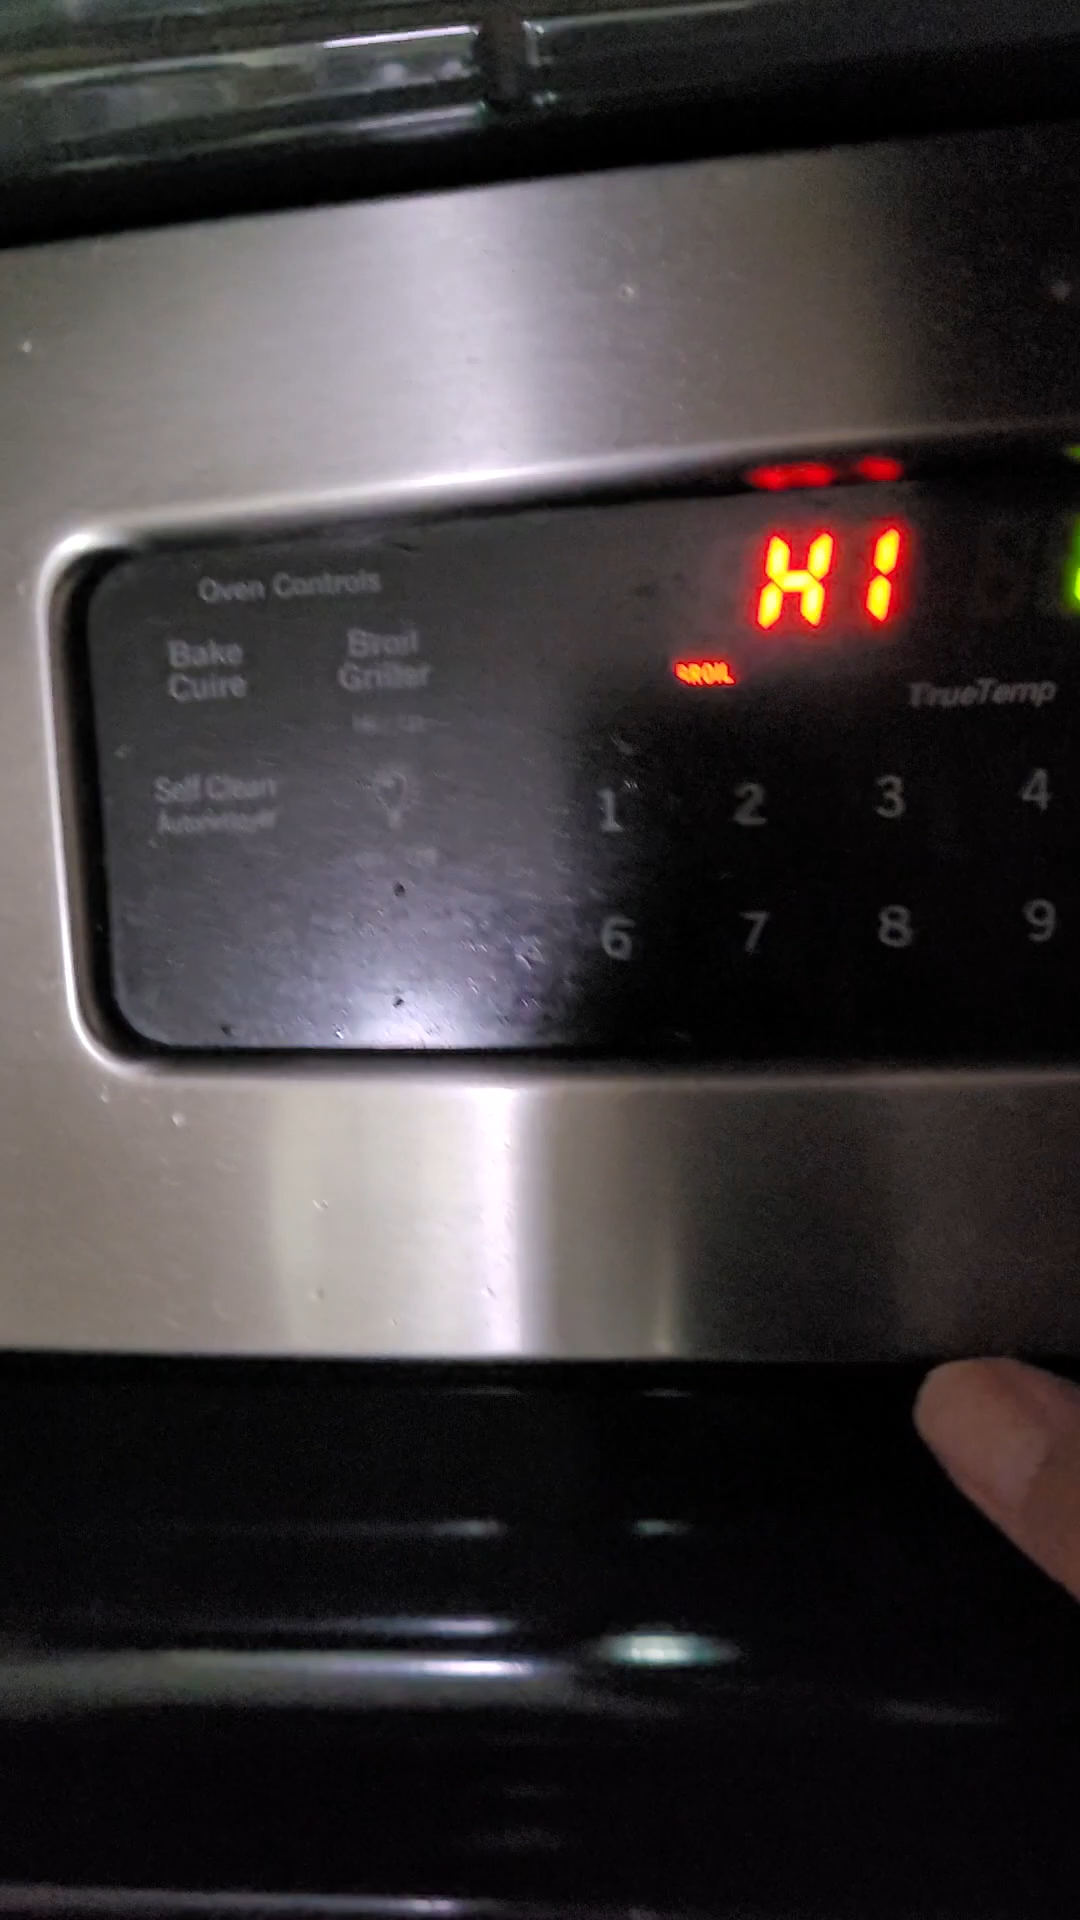 HI
BROIL
Oven Controls
Bake
Cuire
Broil
Griller
TrueTemp
Self Clean
1 2 3 4
6 7 8 9